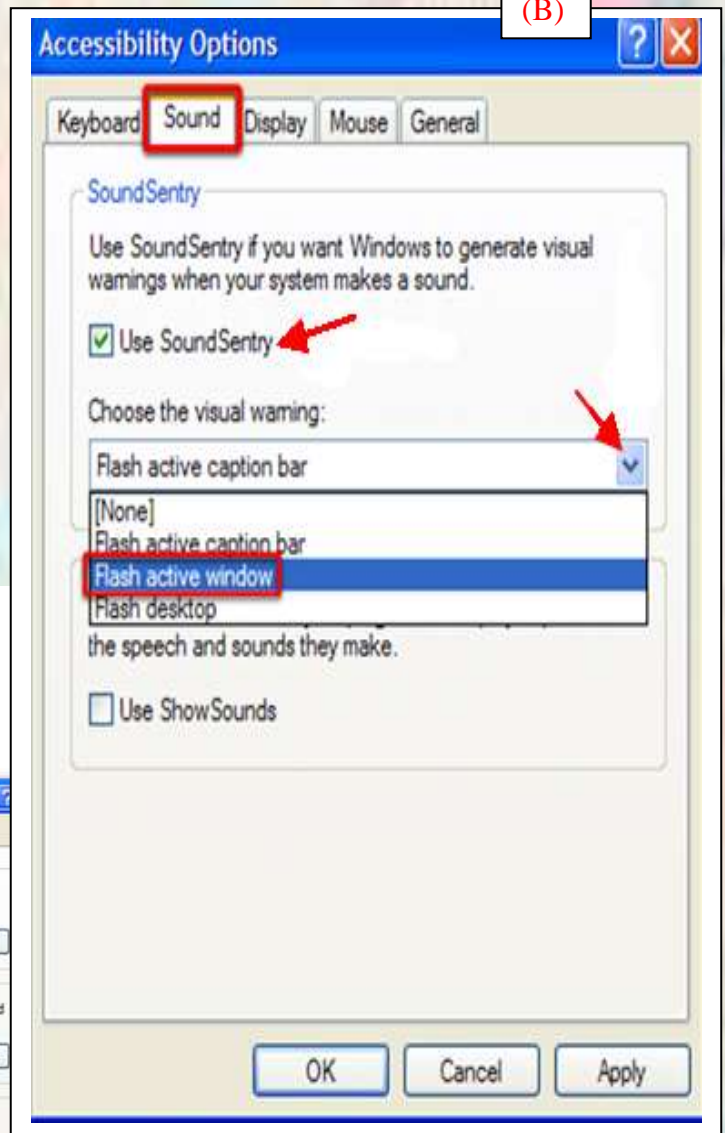 (B)
Accessibility Options
Keyboard Sound Display Mouse General
SoundSentry
Use SoundSentry if you want Windows to generate visual
warnings when your system makes a sound.
Use SoundSentry
Choose the visual warning:
Flash active caption bar
[None]
Flash active caption bar
Flash active window
Flash desktop
the speech and sounds they make.
Use ShowSounds
OK Cancel Apply